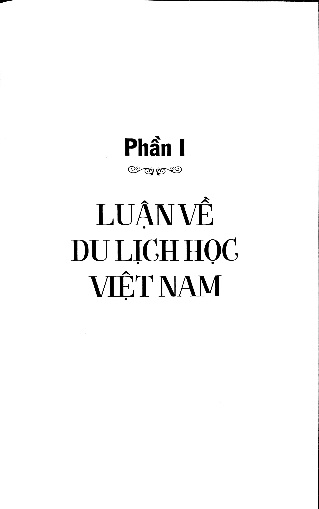 Phần I
LUẬN VỀ
DU LỊCH HỌC
VIỆT NAM